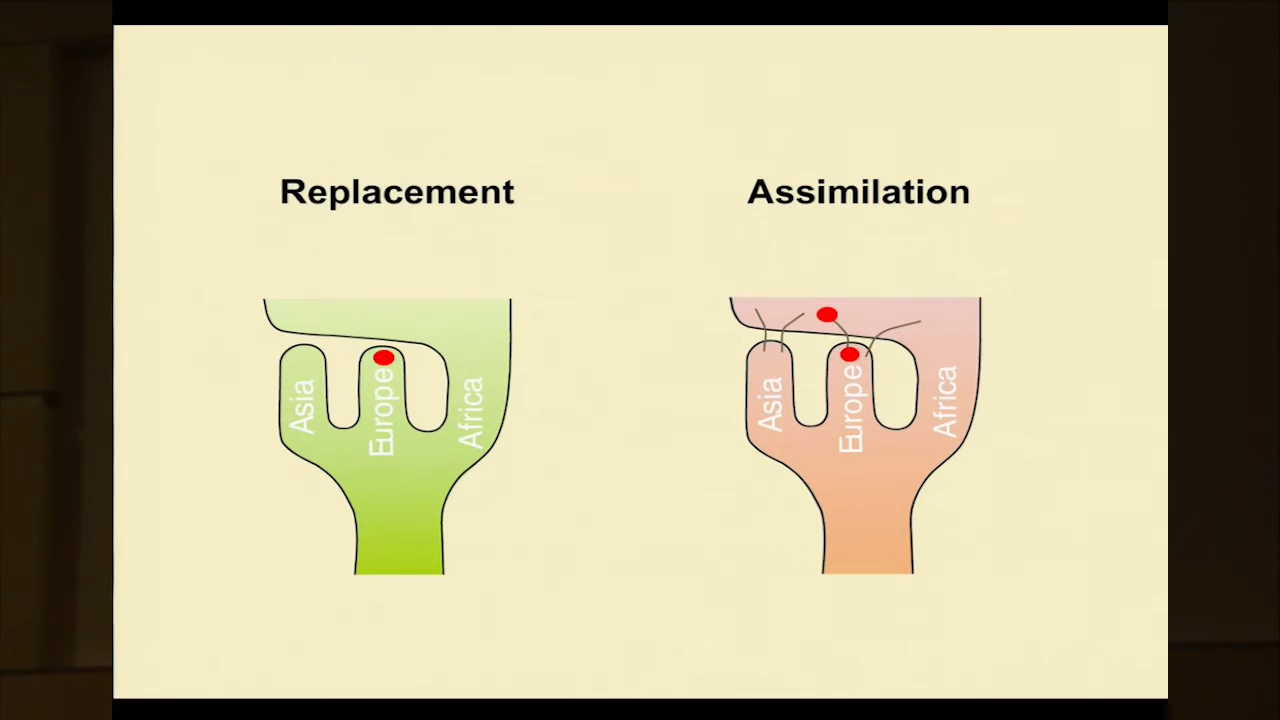 Replacement
Assimilation
Asia
Europe
Africa
Asia
Europe
Africa